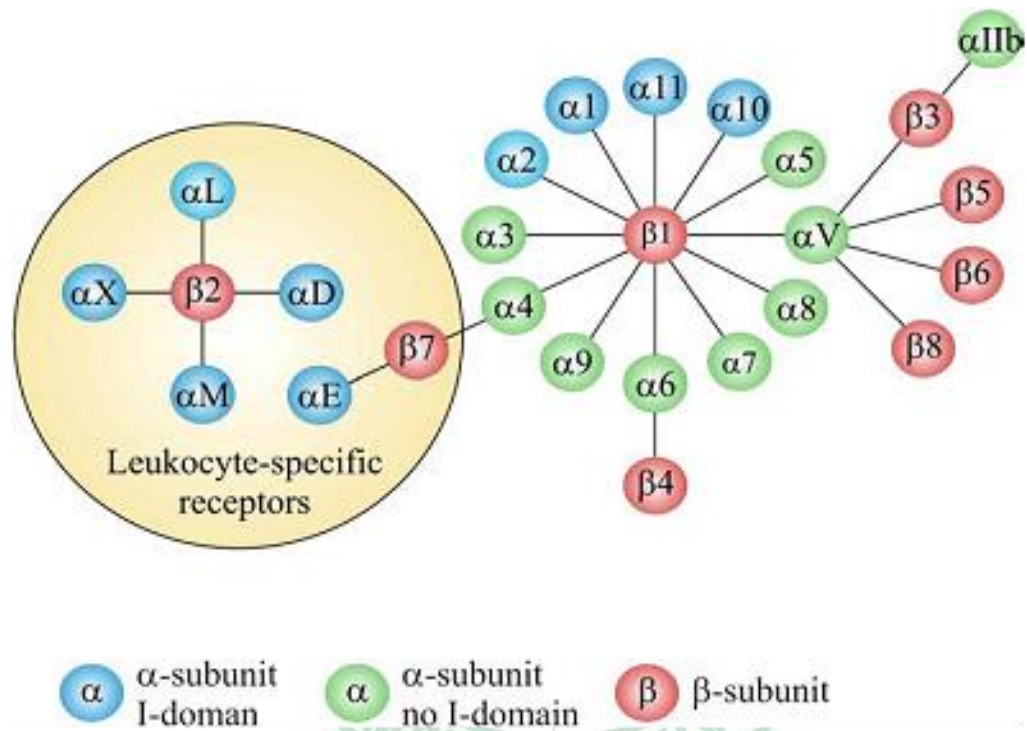 αIIb
α11
α1
α10
β3
α2
α5
αL
β5
α3
β1
αV
αX
β2
αD
β6
α4
α8
β7
β8
α9
α7
α6
αM
αE
Leukocyte-specific
receptors
β4
α
α-subunit
I-doman
α
α-subunit
no I-domain
β
β-subunit